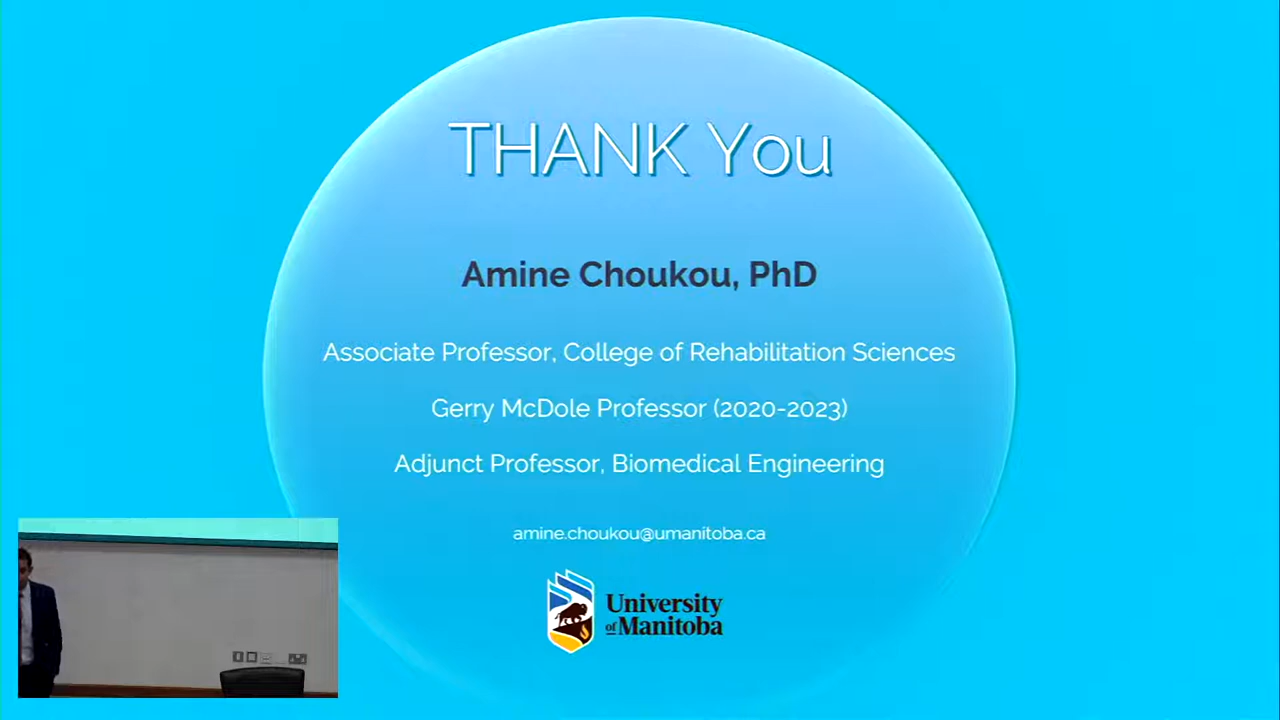 THANK You
Amine Choukou, PhD
Associate Professor, College of Rehabilitation Sciences
Gerry McDole Professor (2020-2023)
Adjunct Professor, Biomedical Engineering
amine.choukou@umanitoba.ca
University
of Manitoba